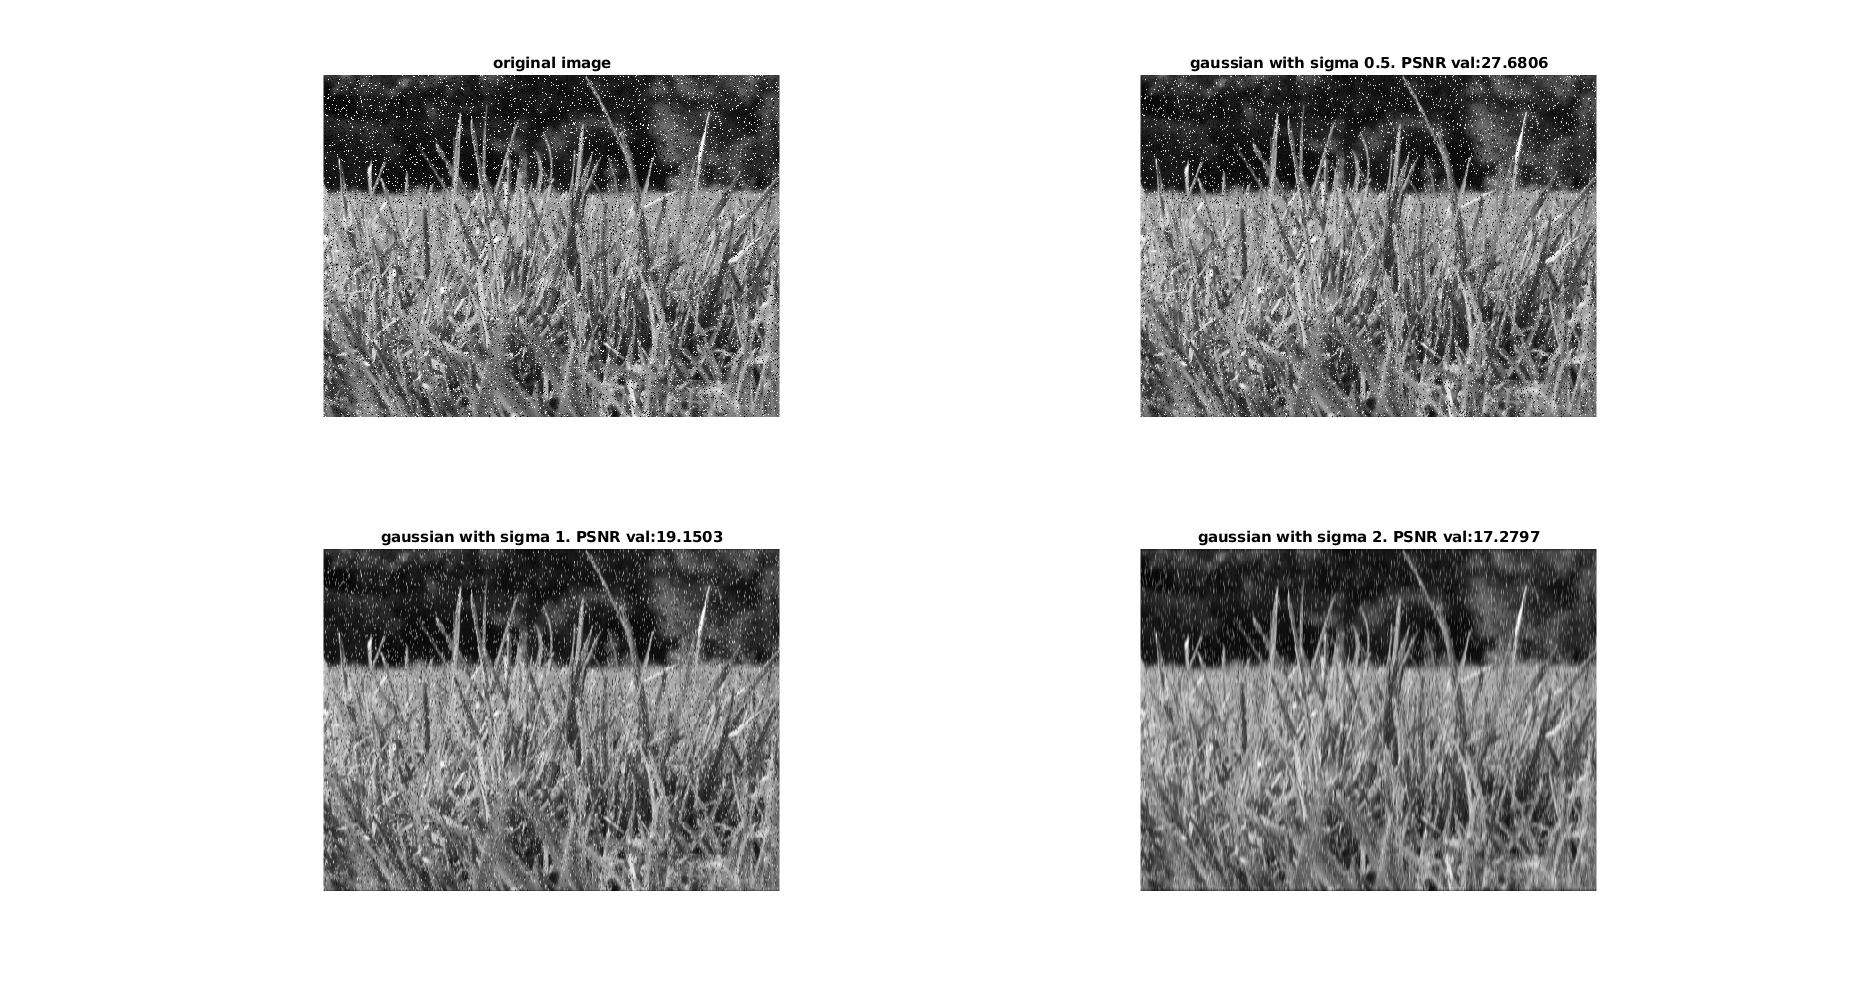 original image
gaussian with sigma 0.5. PSNR val:27.6806
gaussian with sigma 1. PSNR val:19.1503
gaussian with sigma 2. PSNR val:17.2797